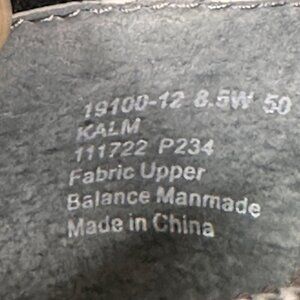 19100-12 8.5W 50
KALM
111722 P234
Fabric Upper
Balance Manmade
Made in China